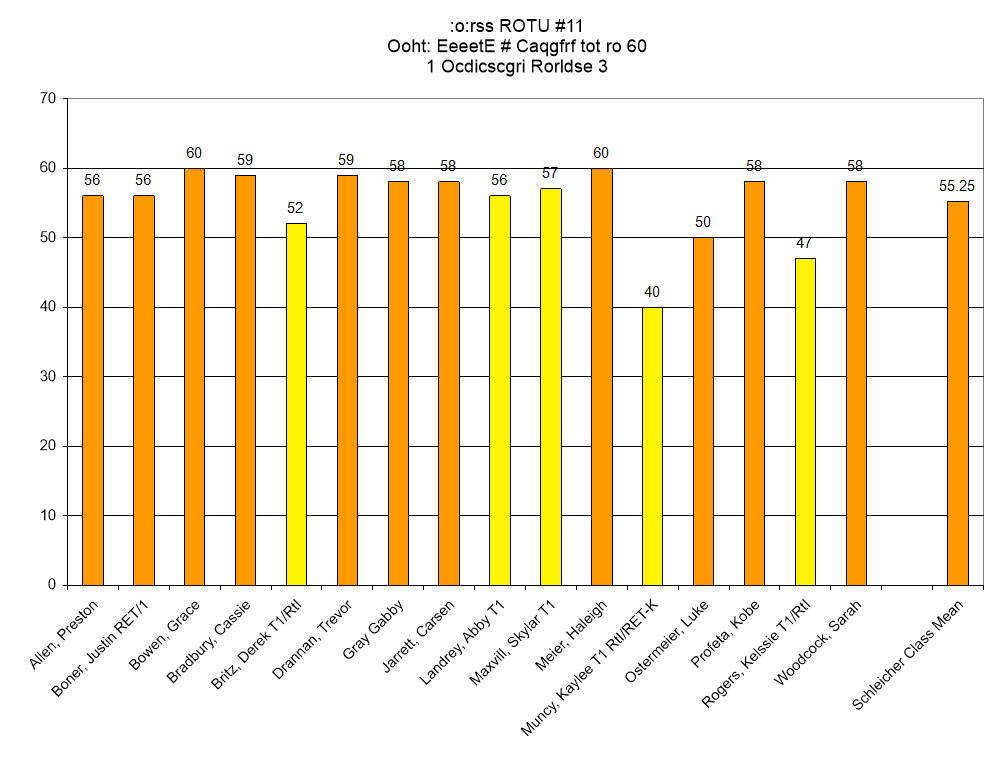 :o:rss ROTU #11
Ooht: EeeetE # Caqgfrf tot ro 60
1 Ocdicscgri Rorldse 3
70
60
50
40
30
20
10
0
56
56
60
59
52
59
58
58
56
57
60
40
50
58
47
58
55.25
Allen, Preston
Boner, Justin RET/1
Bowen, Grace
Bradbury, Cassie
Britz, Derek T1/RtI
Drannan, Trevor
Gray Gabby
Jarrett, Carsen
Landrey, Abby T1
Maxvill, Skylar T1
Meier, Haleigh
Muncy, Kaylee T1 RtI/RET-K
Ostermeier, Luke
Profeta, Kobe
Rogers, Kelssie T1/RtI
Woodcock, Sarah
Schleicher Class Mean